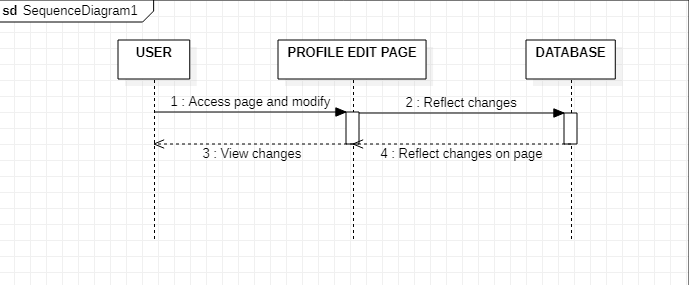 sd SequenceDiagram1
USER
PROFILE EDIT PAGE
DATABASE
1 : Access page and modify
2 : Reflect changes
3 : View changes
4 : Reflect changes on page